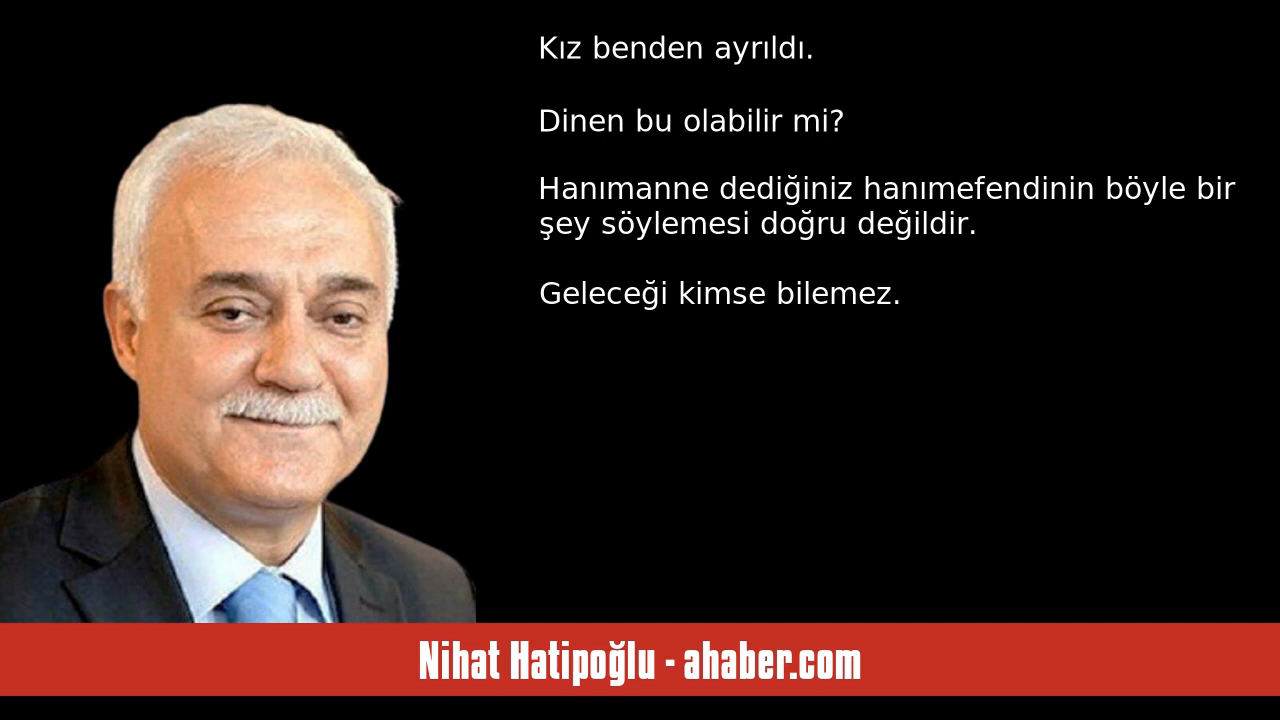 Kız benden ayrıldı.
Dinen bu olabilir mi?
Hanımanne dediğiniz hanımefendinin böyle bir
şey söylemesi doğru değildir.
Geleceği kimse bilemez.
Nihat Hatipoğlu - ahaber.com